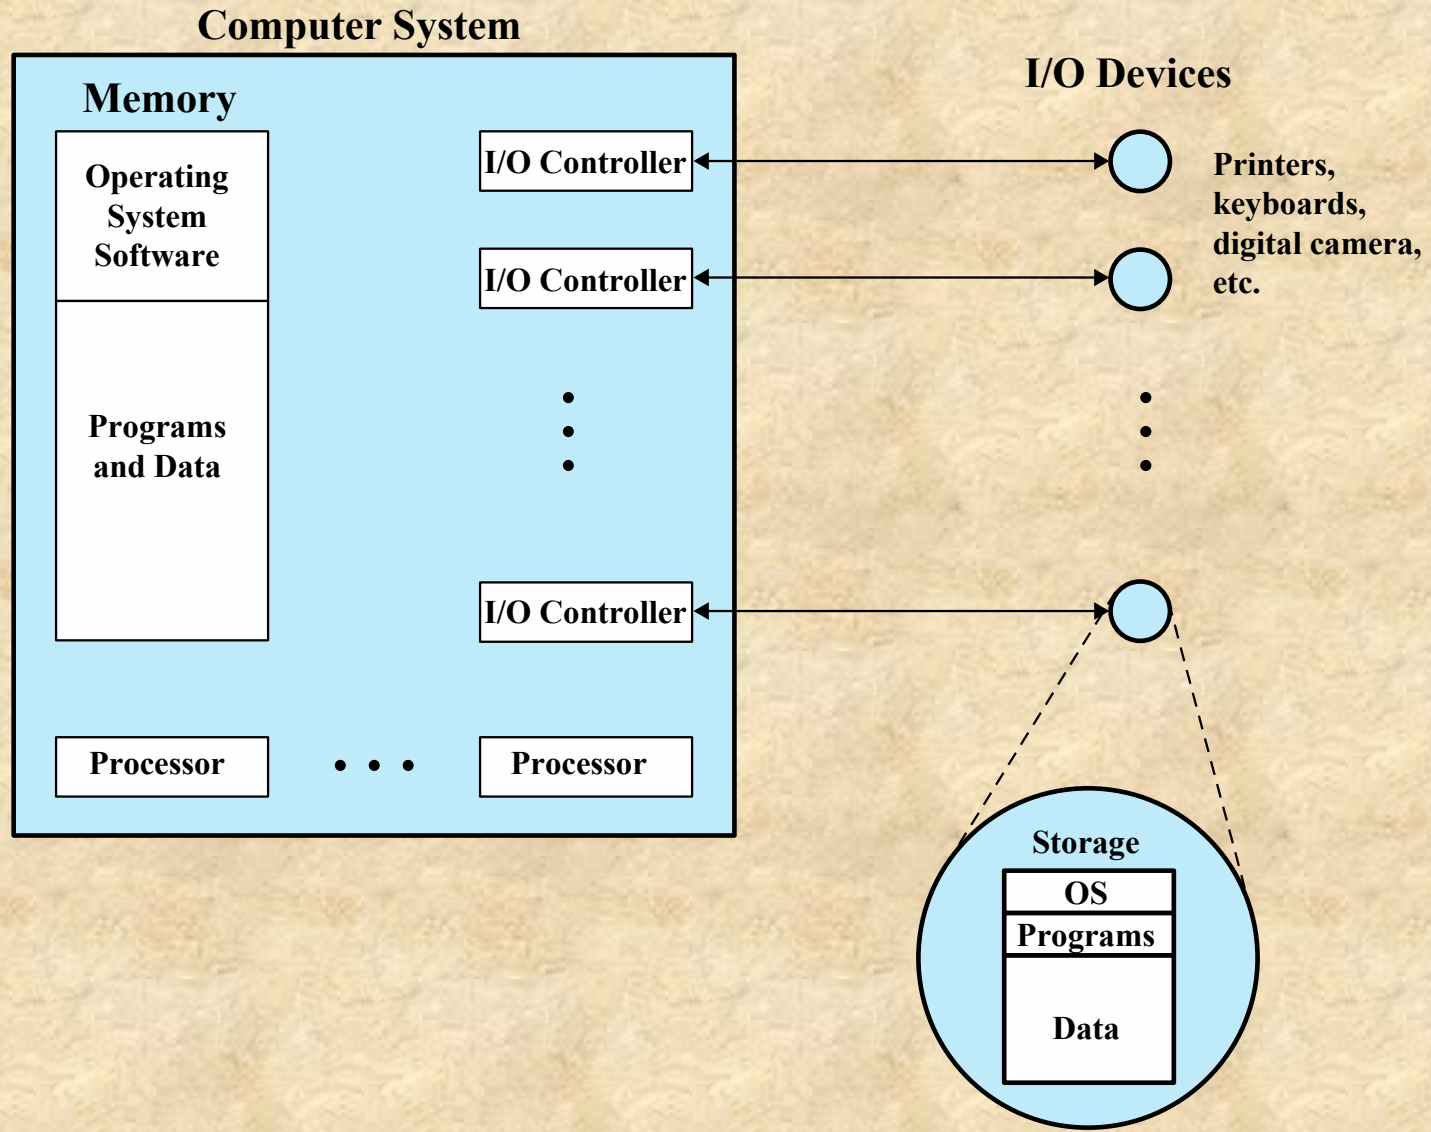 Computer System
I/O Devices
Memory
Operating
System
Software
Programs
and Data
I/O Controller
I/O Controller
I/O Controller
Printers,
keyboards,
digital camera,
etc.
Processor
Processor
Storage
OS
Programs
Data